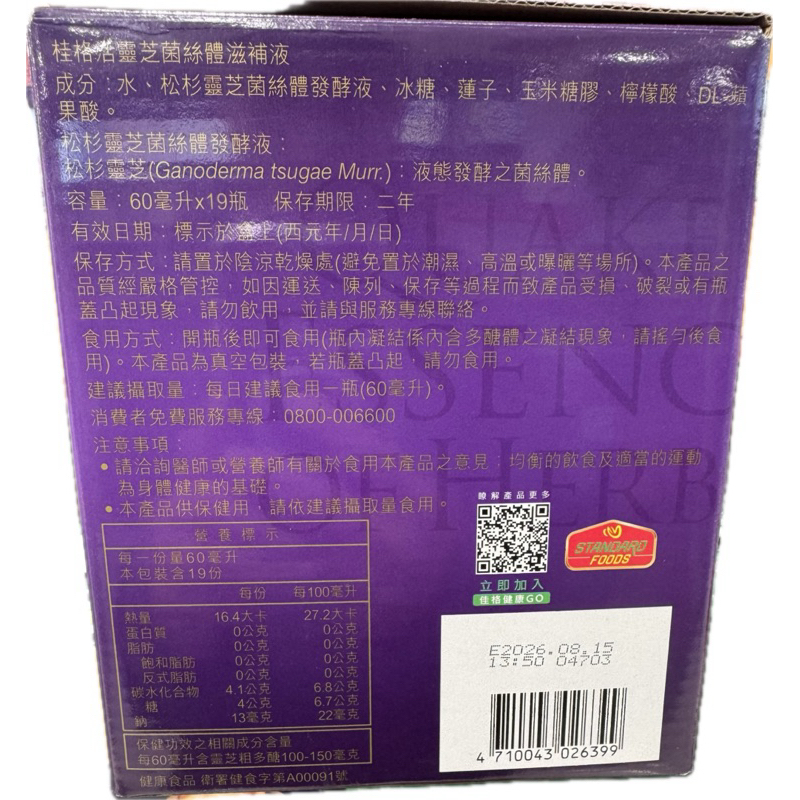 桂格活靈芝菌絲體滋補液
成分：水、松杉靈芝菌絲體發酵液、冰糖、蓮子、玉米糖膠、檸檬酸、DL-蘋
果酸。
松杉靈芝菌絲體發酵液：
松杉靈芝(Ganoderma tsugae Murr.)：液態發酵之菌絲體。
容量：60毫升x19瓶　保存期限：二年
有效日期：標示於盒上(西元年/月/日)
保存方式：請置於陰涼乾燥處(避免置於潮濕、高溫或曝曬等場所)。本產品之
品質經嚴格管控，如因運送、陳列、保存等過程而致產品受損、破裂或有瓶
蓋凸起現象，請勿飲用，並請與服務專線聯絡。
食用方式：開瓶後即可食用(瓶內凝結係內含多醣體之凝結現象，請搖勻後食
用)。本產品為真空包裝，若瓶蓋凸起，請勿食用。
建議攝取量：每日建議食用一瓶(60毫升)。
消費者免費服務專線：0800-006600
注意事項：
•請洽詢醫師或營養師有關於食用本產品之意見；均衡的飲食及適當的運動
為身體健康的基礎。
•本產品供保健用，請依建議攝取量食用。
營養標示
每一份量60毫升
本包裝含19份
每份　每100毫升
熱量　16.4大卡　27.2大卡
蛋白質　0公克　0公克
脂肪　0公克　0公克
飽和脂肪　0公克　0公克
反式脂肪　0公克　0公克
碳水化合物　4.1公克　6.8公克
糖　4公克　6.7公克
鈉　13毫克　22毫克
保健功效之相關成分含量
每60毫升含靈芝粗多醣100-150毫克
健康食品 衛署健食字第A00091號
瞭解產品更多
立即加入
佳格健康GO
STANDARD
FOODS
E2026.08.15
13:50 04703
4 710043 026399
QUAKER
ESSENC
OF HERB